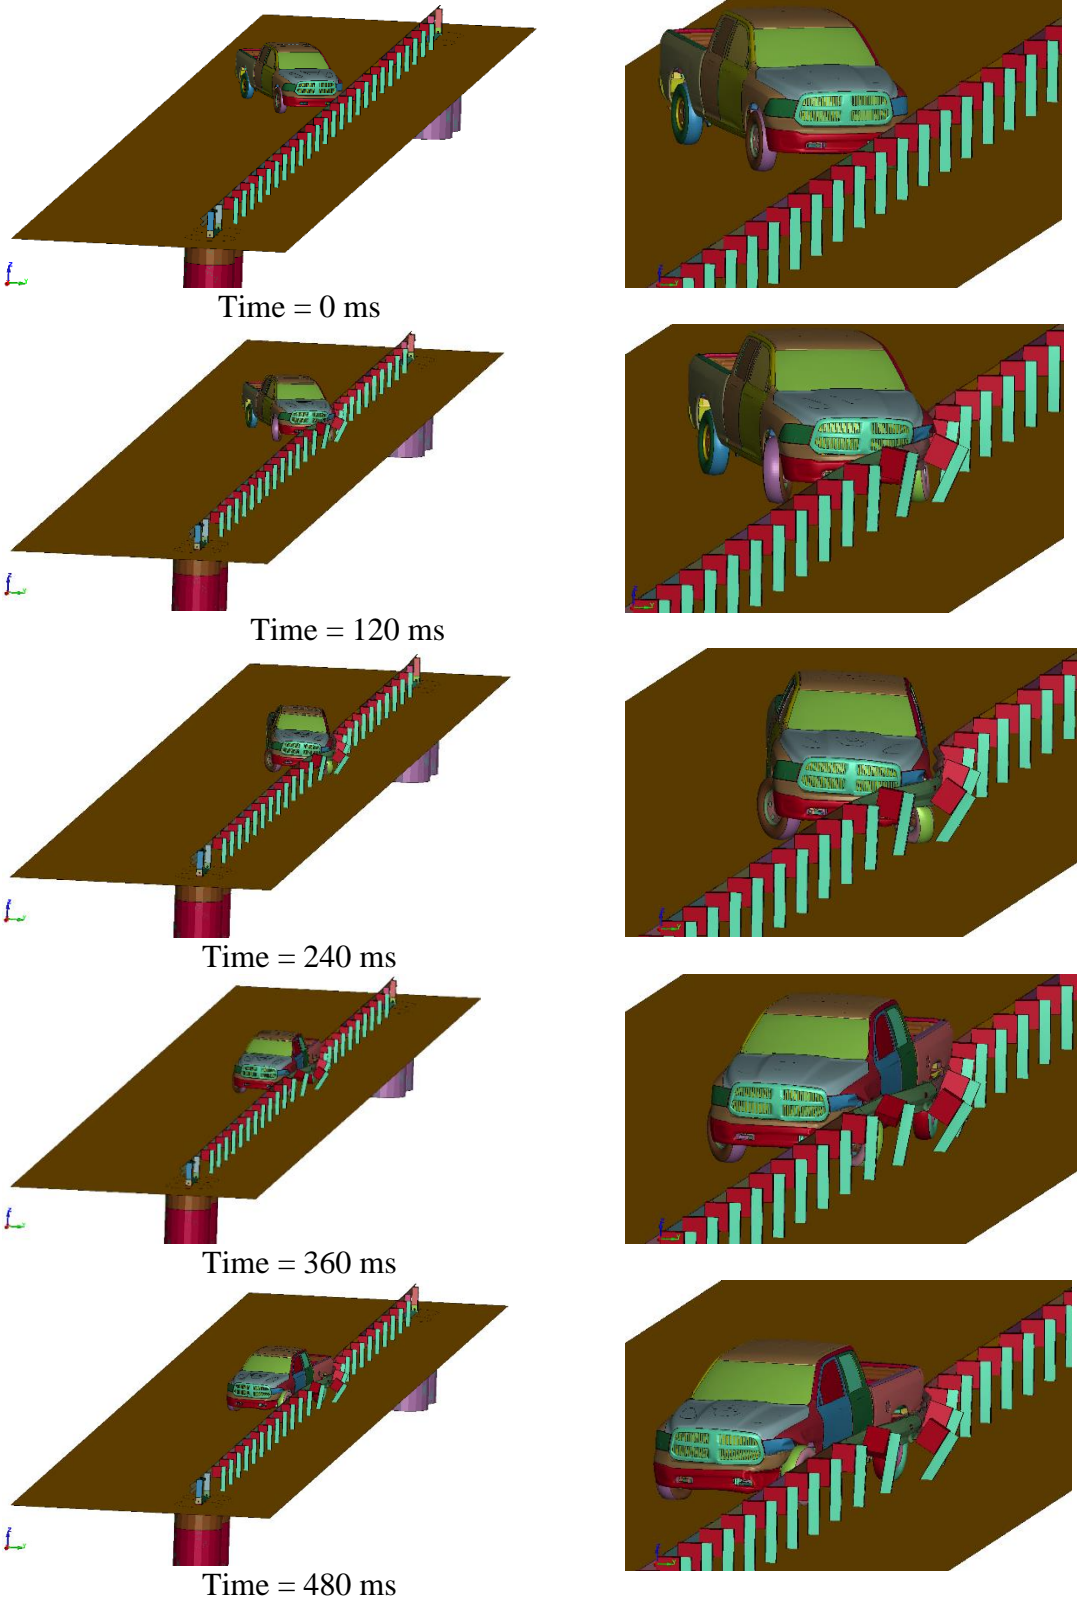 Time = 0 ms
Time = 120 ms
Time = 240 ms
Time = 360 ms
Time = 480 ms